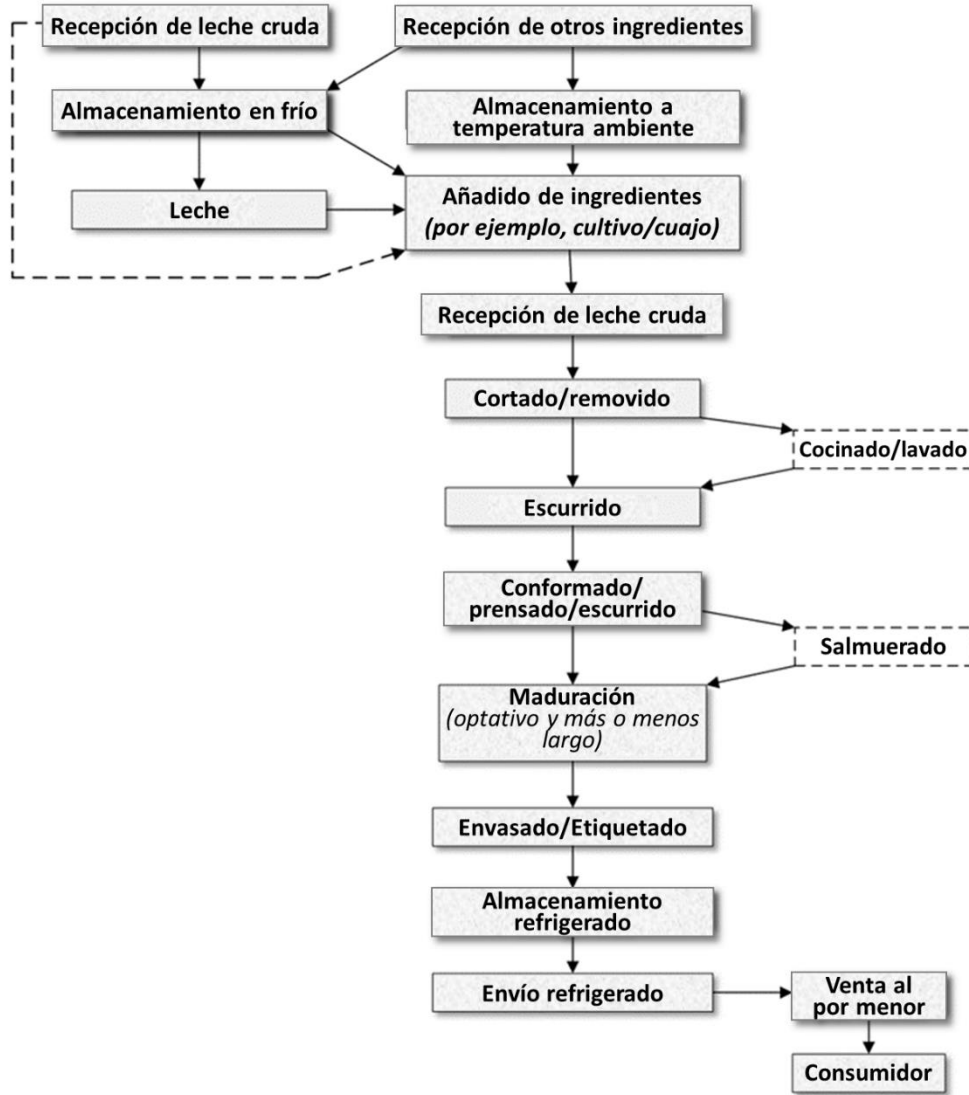 Recepción de leche cruda
Recepción de otros ingredientes
Almacenamiento en frío
Almacenamiento a
temperatura ambiente
Leche
Añadido de ingredientes
(por ejemplo, cultivo/cuajo)
Recepción de leche cruda
Cortado/removido
Cocinado/lavado
Escurrido
Conformado/
prensado/escurrido
Salmuerado
Maduración
(optativo y más o menos
largo)
Envasado/Etiquetado
Almacenamiento
refrigerado
Envío refrigerado
Venta al
por menor
Consumidor